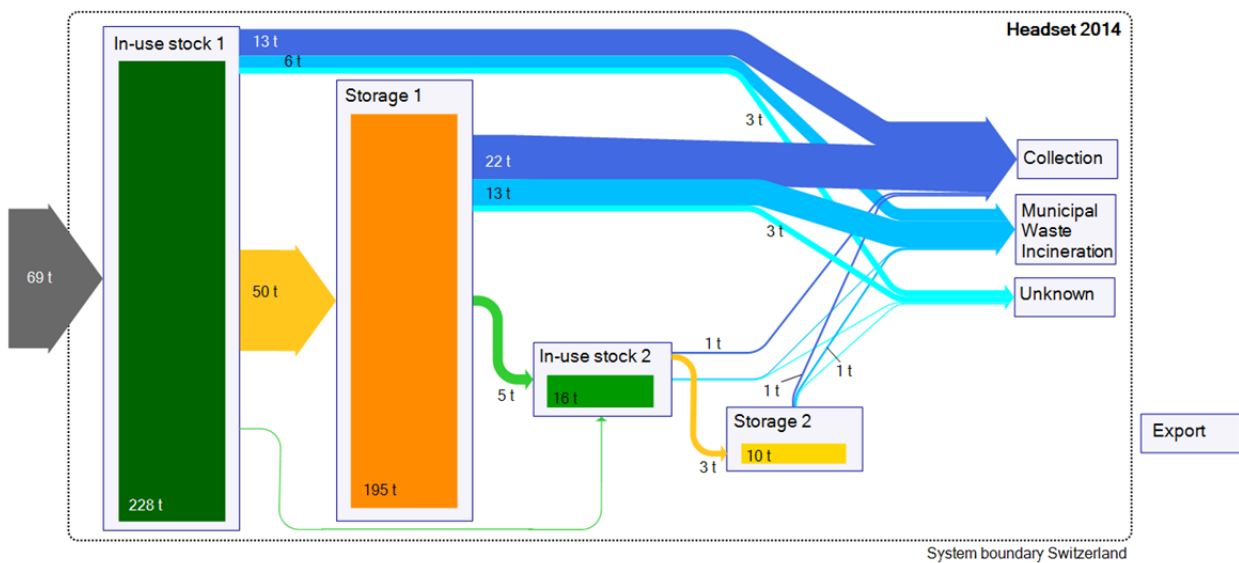 Headset 2014
In-use stock 1
13 t
6 t
Storage 1
3 t
22 t
Collection
13 t
Municipal
Waste
Incineration
3 t
69 t
50 t
Unknown
1 t
In-use stock 2
1 t
5 t
16 t
1 t
Storage 2
Export
10 t
3 t
195 t
228 t
System boundary Switzerland